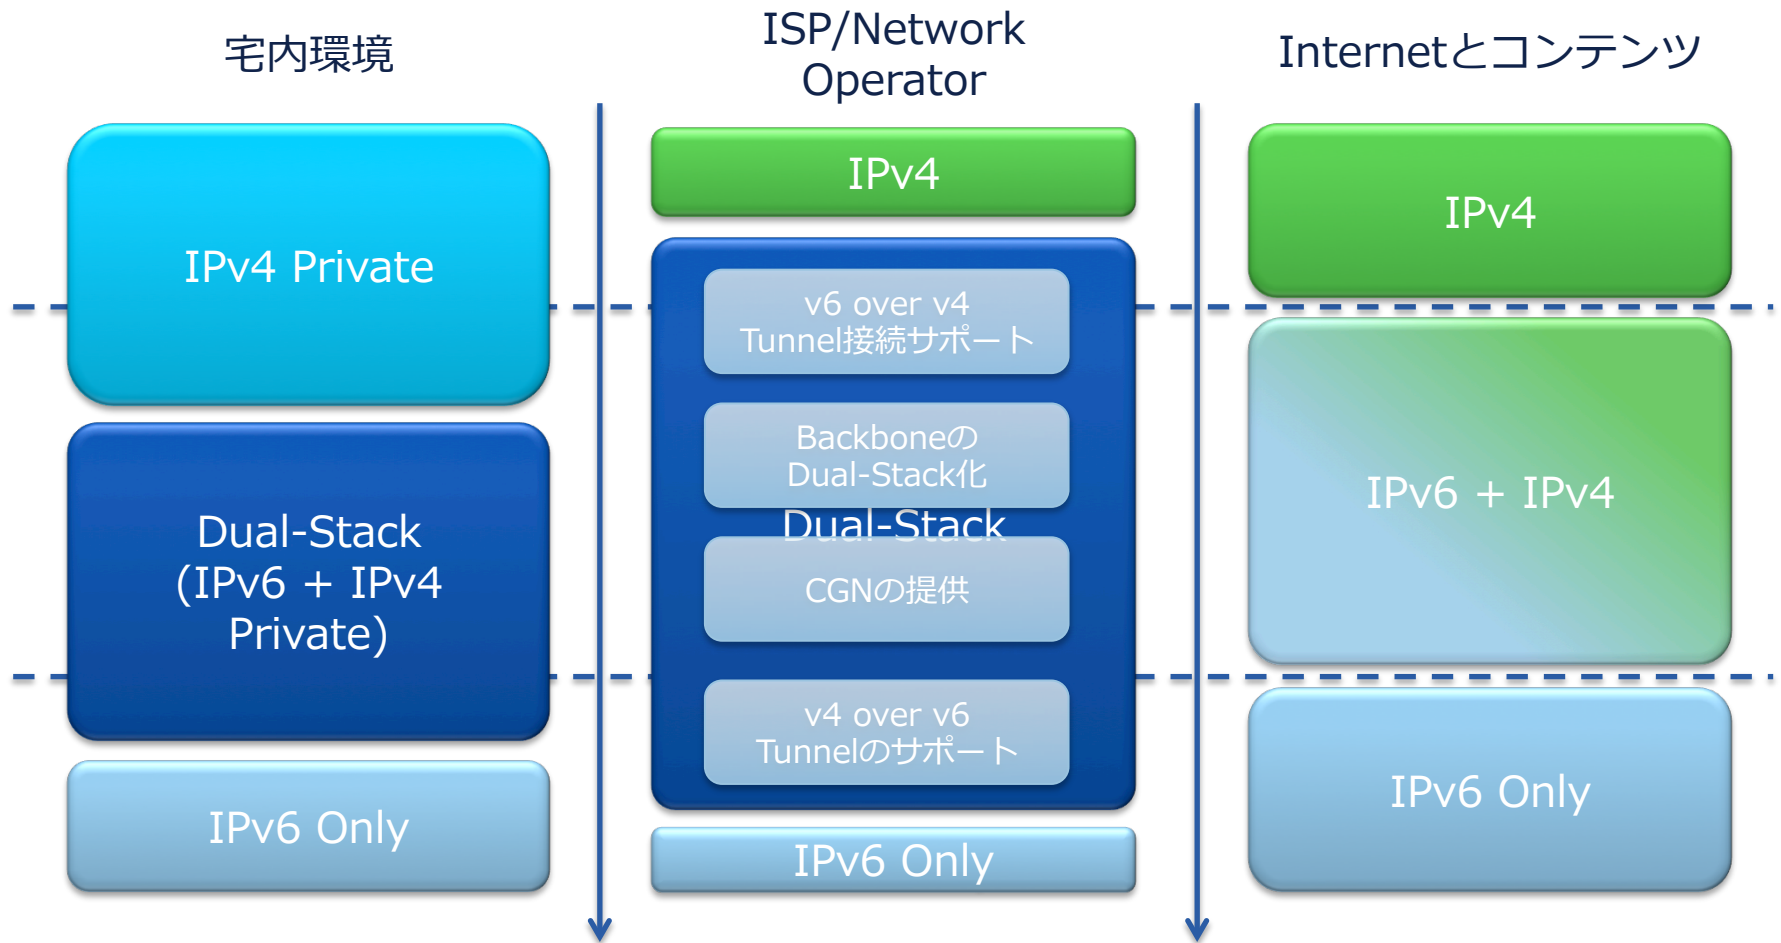 宅内環境
IPv4 Private
Dual-Stack
(IPv6 + IPv4
Private)
IPv6 Only
ISP/Network
Operator
IPv4
v6 over v4
Tunnel接続サポート
Backboneの
Dual-Stack化
Dual-Stack
CGNの提供
v4 over v6
Tunnelのサポート
IPv6 Only
Internetとコンテンツ
IPv4
IPv6 + IPv4
IPv6 Only